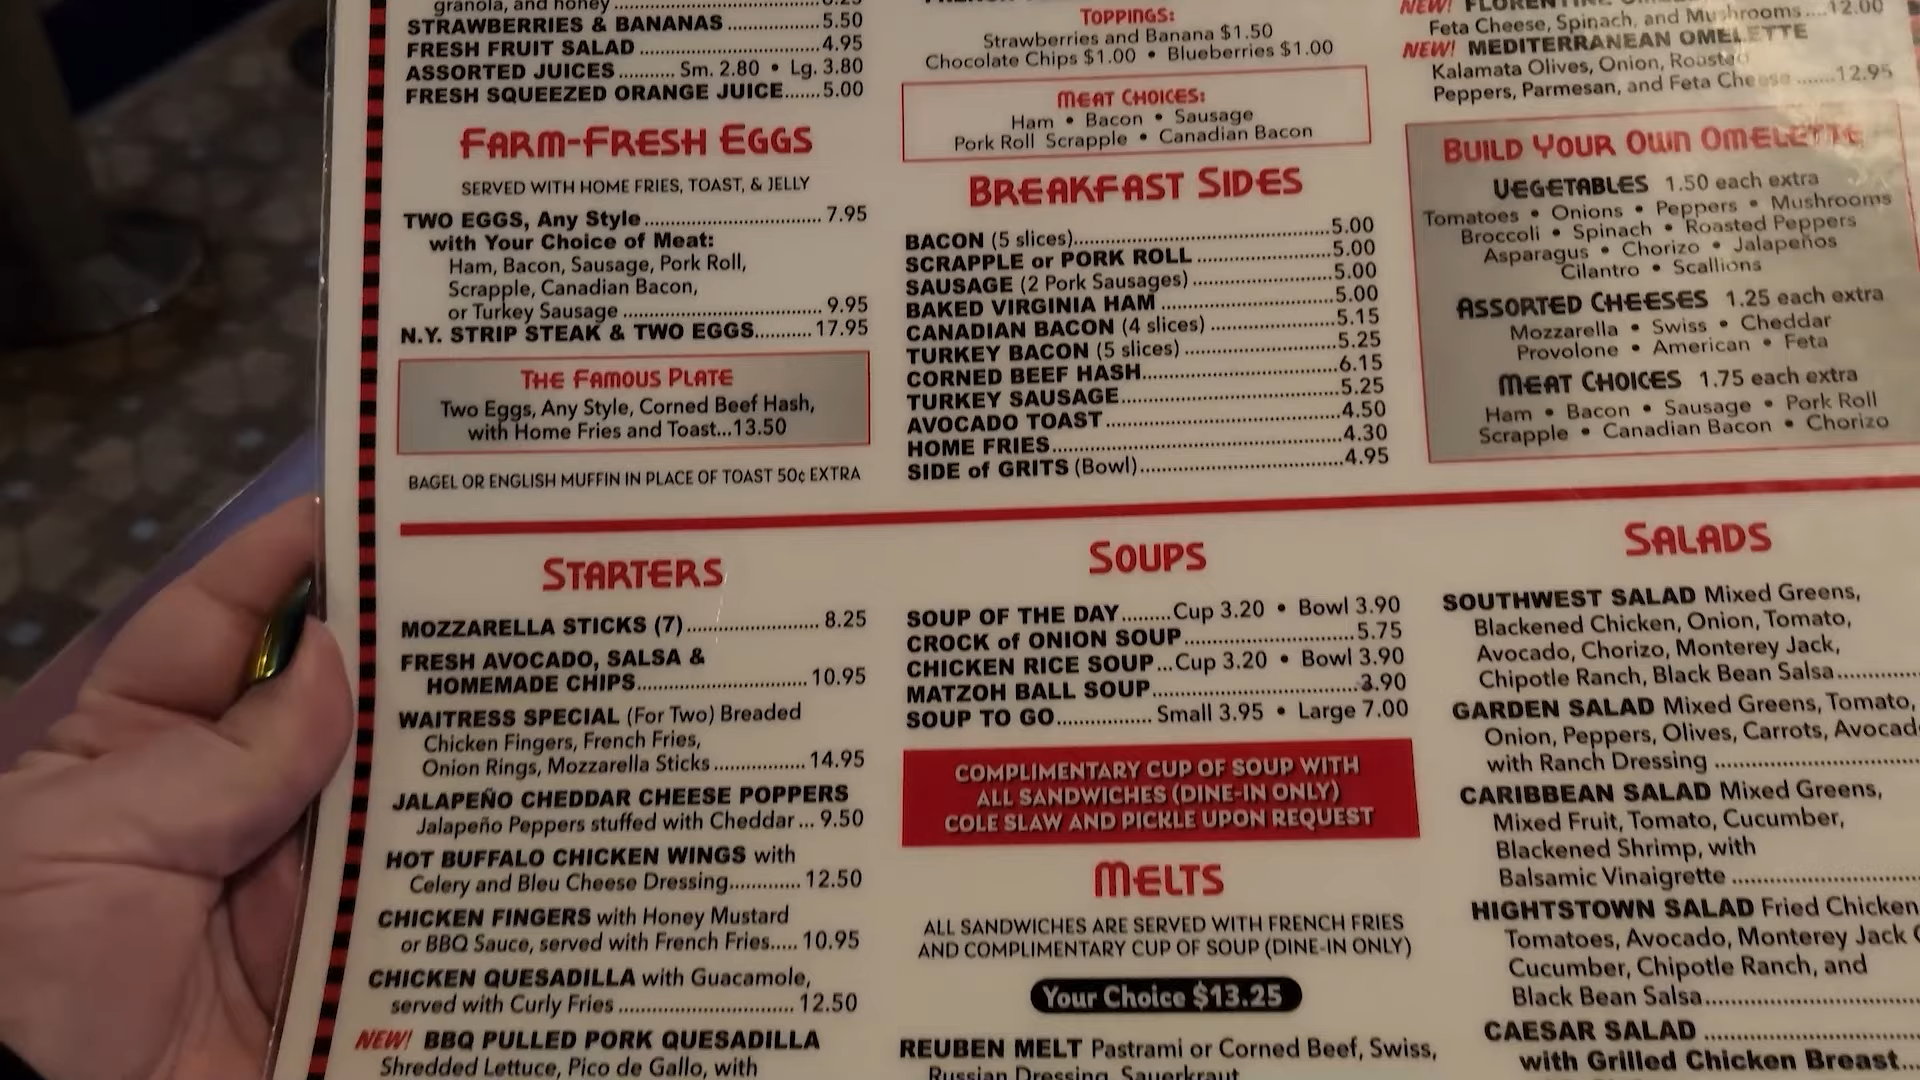 granola, and honey
STRAWBERRIES & BANANAS 5.50
FRESH FRUIT SALAD 4.95
ASSORTED JUICES Sm. 2.80 • Lg. 3.80
FRESH SQUEEZED ORANGE JUICE 5.00
FARM-FRESH EGGS
SERVED WITH HOME FRIES, TOAST, & JELLY
TWO EGGS, Any Style 7.95
with Your Choice of Meat:
Ham, Bacon, Sausage, Pork Roll,
Scrapple, Canadian Bacon,
or Turkey Sausage 9.95
N.Y. STRIP STEAK & TWO EGGS 17.95
THE FAMOUS PLATE
Two Eggs, Any Style, Corned Beef Hash,
with Home Fries and Toast...13.50
BAGEL OR ENGLISH MUFFIN IN PLACE OF TOAST 50¢ EXTRA
TOPPINGS:
Strawberries and Banana $1.50
Chocolate Chips $1.00 • Blueberries $1.00
MEAT CHOICES:
Ham • Bacon • Sausage
Pork Roll Scrapple • Canadian Bacon
BREAKFAST SIDES
BACON (5 slices) 5.00
SCRAPPLE or PORK ROLL 5.00
SAUSAGE (2 Pork Sausages) 5.00
BAKED VIRGINIA HAM 5.00
CANADIAN BACON (4 slices) 5.15
TURKEY BACON (5 slices) 5.25
CORNED BEEF HASH 6.15
TURKEY SAUSAGE 5.25
AVOCADO TOAST 4.50
HOME FRIES 4.30
SIDE of GRITS (Bowl) 4.95
NEW! FLORENTINE
Feta Cheese, Spinach, and Mushrooms 12.00
NEW! MEDITERRANEAN OMELETTE
Kalamata Olives, Onion, Roasted
Peppers, Parmesan, and Feta Cheese 12.95
BUILD YOUR OWN OMELETTE
VEGETABLES 1.50 each extra
Tomatoes • Onions • Peppers • Mushrooms
Broccoli • Spinach • Roasted Peppers
Asparagus • Chorizo • Jalapeños
Cilantro • Scallions
ASSORTED CHEESES 1.25 each extra
Mozzarella • Swiss • Cheddar
Provolone • American • Feta
MEAT CHOICES 1.75 each extra
Ham • Bacon • Sausage • Pork Roll
Scrapple • Canadian Bacon • Chorizo
STARTERS
MOZZARELLA STICKS (7) 8.25
FRESH AVOCADO, SALSA &
HOMEMADE CHIPS 10.95
WAITRESS SPECIAL (For Two) Breaded
Chicken Fingers, French Fries,
Onion Rings, Mozzarella Sticks 14.95
JALAPEÑO CHEDDAR CHEESE POPPERS
Jalapeño Peppers stuffed with Cheddar ... 9.50
HOT BUFFALO CHICKEN WINGS with
Celery and Bleu Cheese Dressing 12.50
CHICKEN FINGERS with Honey Mustard
or BBQ Sauce, served with French Fries 10.95
CHICKEN QUESADILLA with Guacamole,
served with Curly Fries 12.50
NEW! BBQ PULLED PORK QUESADILLA
Shredded Lettuce, Pico de Gallo, with
SOUPS
SOUP OF THE DAY Cup 3.20 • Bowl 3.90
CROCK of ONION SOUP 5.75
CHICKEN RICE SOUP...Cup 3.20 • Bowl 3.90
MATZOH BALL SOUP 3.90
SOUP TO GO Small 3.95 • Large 7.00
COMPLIMENTARY CUP OF SOUP WITH
ALL SANDWICHES (DINE-IN ONLY)
COLE SLAW AND PICKLE UPON REQUEST
MELTS
ALL SANDWICHES ARE SERVED WITH FRENCH FRIES
AND COMPLIMENTARY CUP OF SOUP (DINE-IN ONLY)
Your Choice $13.25
REUBEN MELT Pastrami or Corned Beef, Swiss,
Russian Dressing, Sauerkraut
SALADS
SOUTHWEST SALAD Mixed Greens,
Blackened Chicken, Onion, Tomato,
Avocado, Chorizo, Monterey Jack,
Chipotle Ranch, Black Bean Salsa
GARDEN SALAD Mixed Greens, Tomato,
Onion, Peppers, Olives, Carrots, Avocad
with Ranch Dressing
CARIBBEAN SALAD Mixed Greens,
Mixed Fruit, Tomato, Cucumber,
Blackened Shrimp, with
Balsamic Vinaigrette
HIGHTSTOWN SALAD Fried Chicken
Tomatoes, Avocado, Monterey Jack
Cucumber, Chipotle Ranch, and
Black Bean Salsa
CAESAR SALAD
with Grilled Chicken Breast